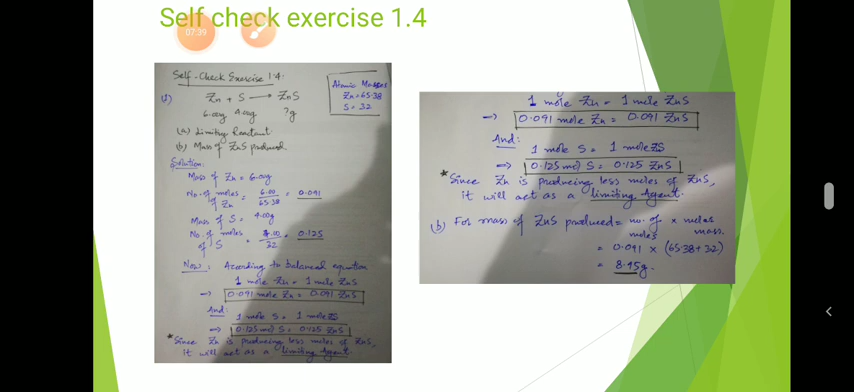 Self check exercise 1.4
07:39
Self-Check Exercise 1.4:
Atomic Masses
Zn = 65.38
S = 32
(1) Zn + S → ZnS
6.00g 4.00g ?g
(a) Limiting Reactant
(b) Mass of ZnS produced.
Solution:
Mass of Zn = 6.00g
No. of moles of Zn = 6.00 / 65.38 = 0.091
Mass of S = 4.00g
No. of moles of S = / 32 = 0.125
Now: According to balanced equation
1 mole Zn = 1 mole ZnS
⇒ 0.091 mole Zn = 0.091 ZnS
And:
1 mole S = 1 mole ZS
⇒ 0.125 mol S = 0.125 ZnS
*Since Zn is producing less moles of ZnS,
it will act as a limiting Agent.
1 mole Zn = 1 mole ZnS
⇒ 0.091 mole Zn = 0.091 ZnS
And:
1 mole S = 1 mole ZS
⇒ 0.125 mol S = 0.125 ZnS
*Since Zn is producing less moles of ZnS,
it will act as a limiting Agent.
(b) For mass of ZnS produced = no. of moles × molar mass.
= 0.091 × (65.38 + 32)
= 8.95g.